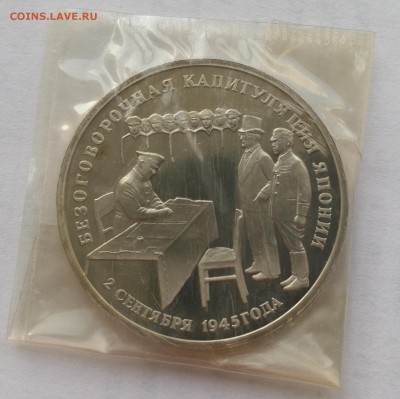 COINS.LAVE.RU
БЕЗОГОВОРОЧНАЯ КАПИТУЛЯЦИЯ ЯПОНИИ
2 СЕНТЯБРЯ 1945 ГОДА